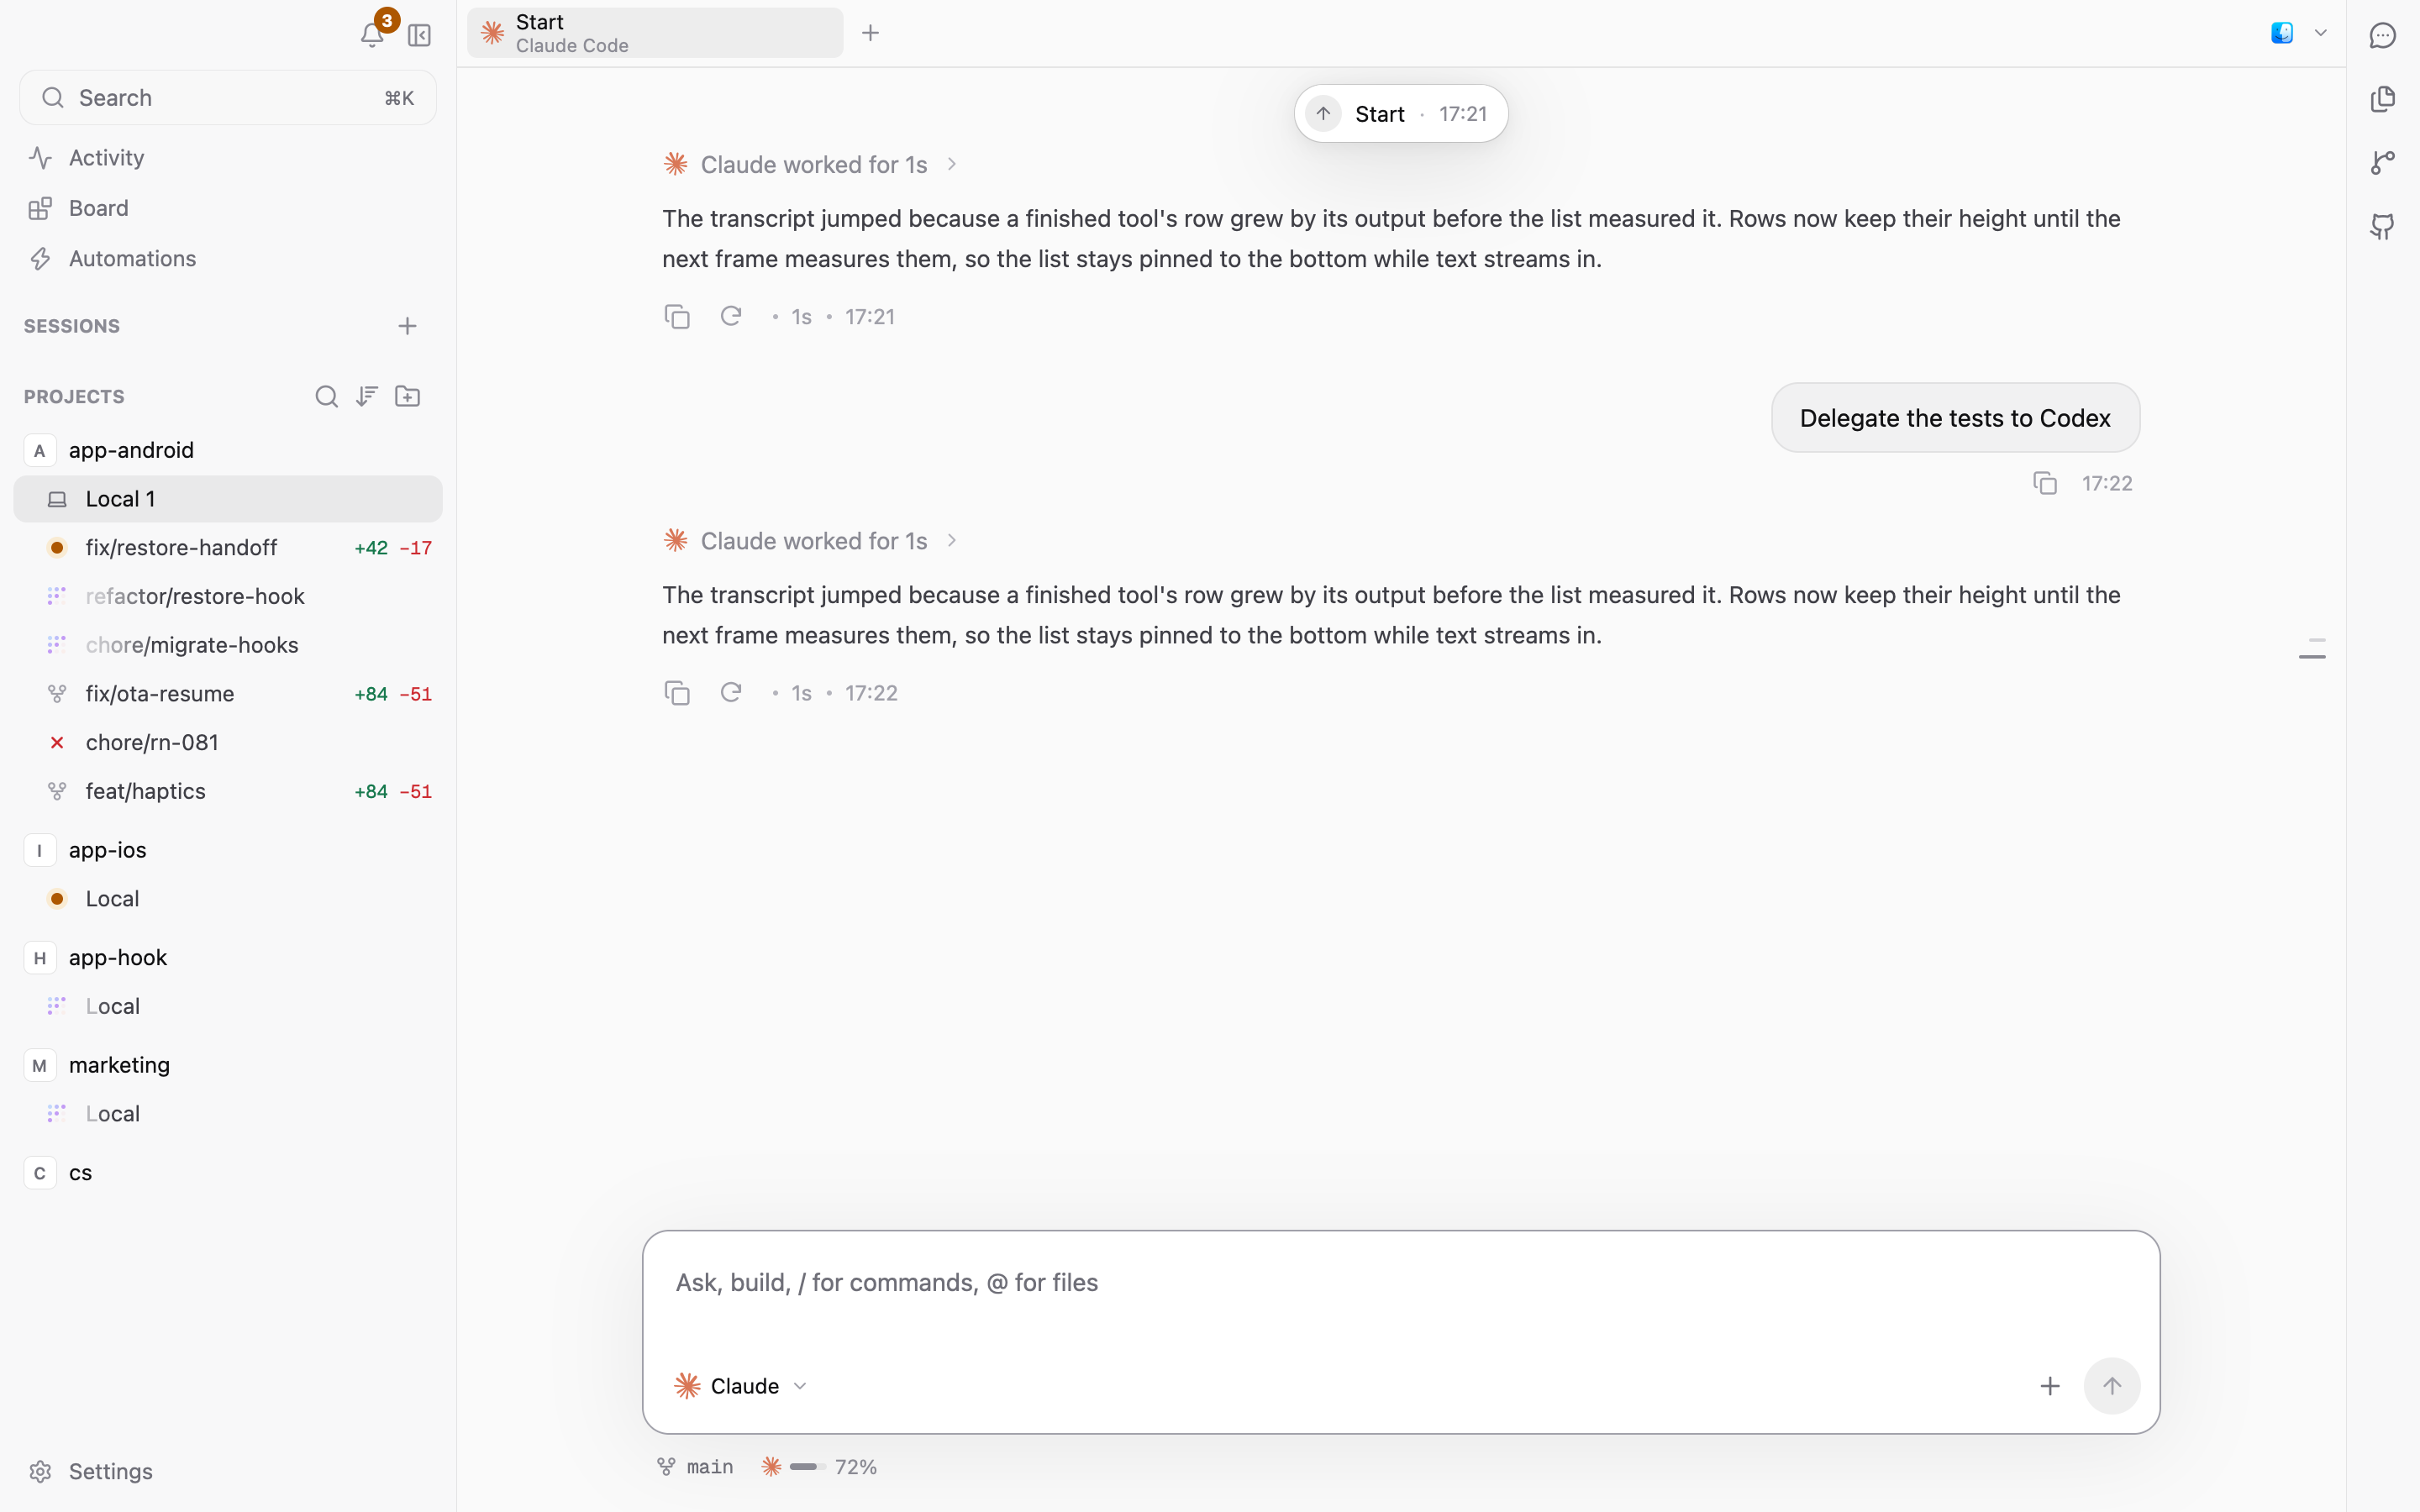 3
Search ⌘K
Activity
Board
Automations
SESSIONS
PROJECTS
A app-android
Local 1
fix/restore-handoff +42 −17
refactor/restore-hook
chore/migrate-hooks
fix/ota-resume +84 −51
chore/rn-081
feat/haptics +84 −51
I app-ios
Local
H app-hook
Local
M marketing
Local
C cs
Settings
Start
Claude Code
Start · 17:21
Claude worked for 1s
The transcript jumped because a finished tool's row grew by its output before the list measured it. Rows now keep their height until the
next frame measures them, so the list stays pinned to the bottom while text streams in.
• 1s • 17:21
Delegate the tests to Codex
17:22
Claude worked for 1s
The transcript jumped because a finished tool's row grew by its output before the list measured it. Rows now keep their height until the
next frame measures them, so the list stays pinned to the bottom while text streams in.
• 1s • 17:22
Ask, build, / for commands, @ for files
Claude
main 72%